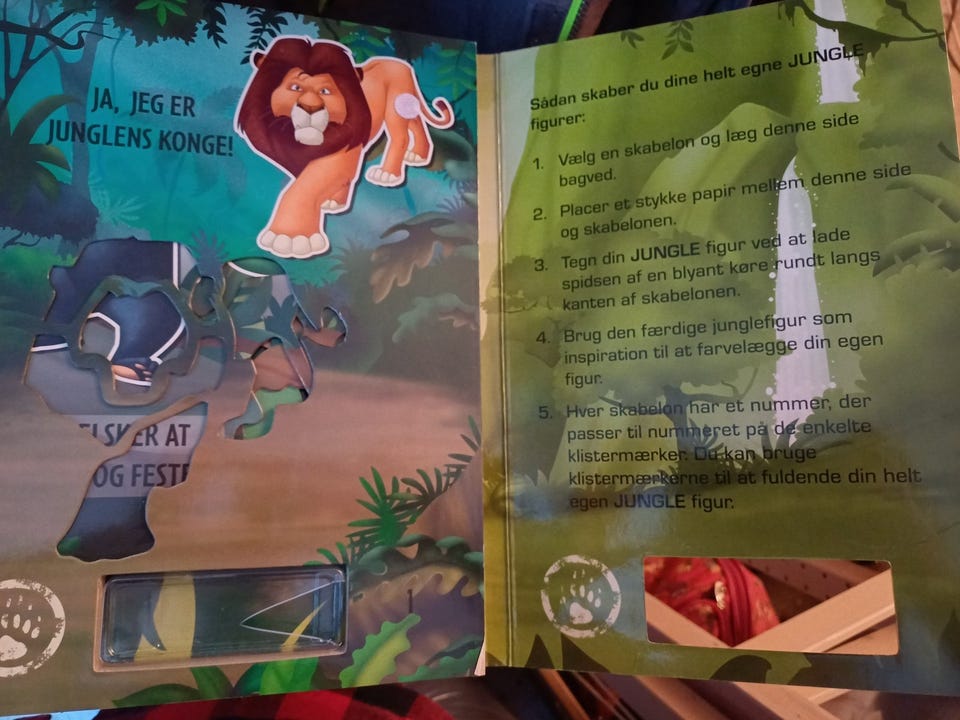 JA, JEG ER
JUNGLENS KONGE!
ELSKER AT
OG FESTE
Sådan skaber du dine helt egne JUNGLE
figurer:
1. Vælg en skabelon og læg denne side
bagved.
2. Placer et stykke papir mellem denne side
og skabelonen.
3. Tegn din JUNGLE figur ved at lade
spidsen af en blyant køre rundt langs
kanten af skabelonen.
4. Brug den færdige junglefigur som
inspiration til at farvelægge din egen
figur.
5. Hver skabelon har et nummer, der
passer til nummeret på de enkelte
klistermærker. Du kan bruge
klistermærkerne til at fuldende din helt
egen JUNGLE figur.